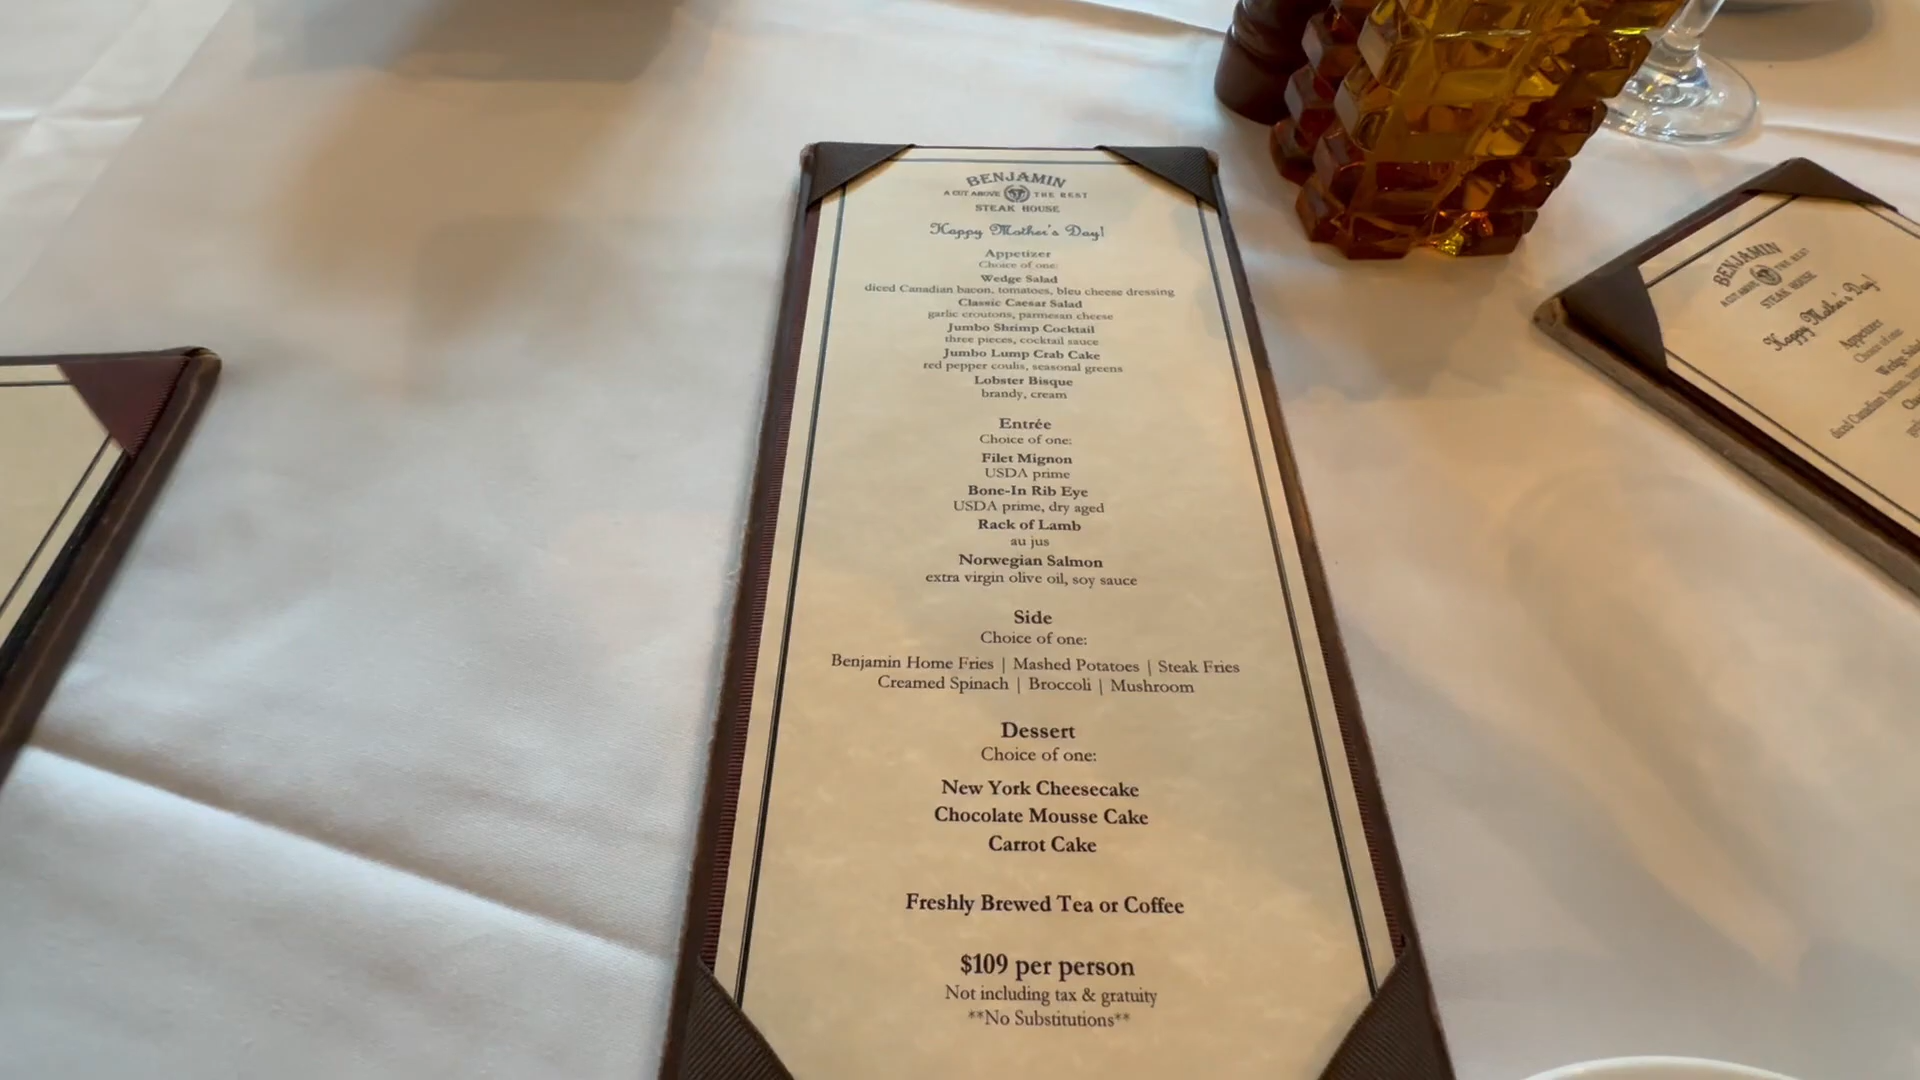 BENJAMIN
A CUT ABOVE THE BEST
STEAK HOUSE
Happy Mother's Day!
Appetizer
Choice of one:
Wedge Salad
diced Canadian bacon, tomatoes, bleu cheese dressing
Classic Caesar Salad
garlic croutons, parmesan cheese
Jumbo Shrimp Cocktail
three pieces, cocktail sauce
Jumbo Lump Crab Cake
red pepper coulis, seasonal greens
Lobster Bisque
brandy, cream
Entrée
Choice of one:
Filet Mignon
USDA prime
Bone-In Rib Eye
USDA prime, dry aged
Rack of Lamb
au jus
Norwegian Salmon
extra virgin olive oil, soy sauce
Side
Choice of one:
Benjamin Home Fries | Mashed Potatoes | Steak Fries
Creamed Spinach | Broccoli | Mushroom
Dessert
Choice of one:
New York Cheesecake
Chocolate Mousse Cake
Carrot Cake
Freshly Brewed Tea or Coffee
$109 per person
Not including tax & gratuity
**No Substitutions**
BENJAMIN
A CUT ABOVE THE BEST
STEAK HOUSE
Happy Mother's Day!
Appetizer
Choice of one:
Wedge
diced Canadian bacon,